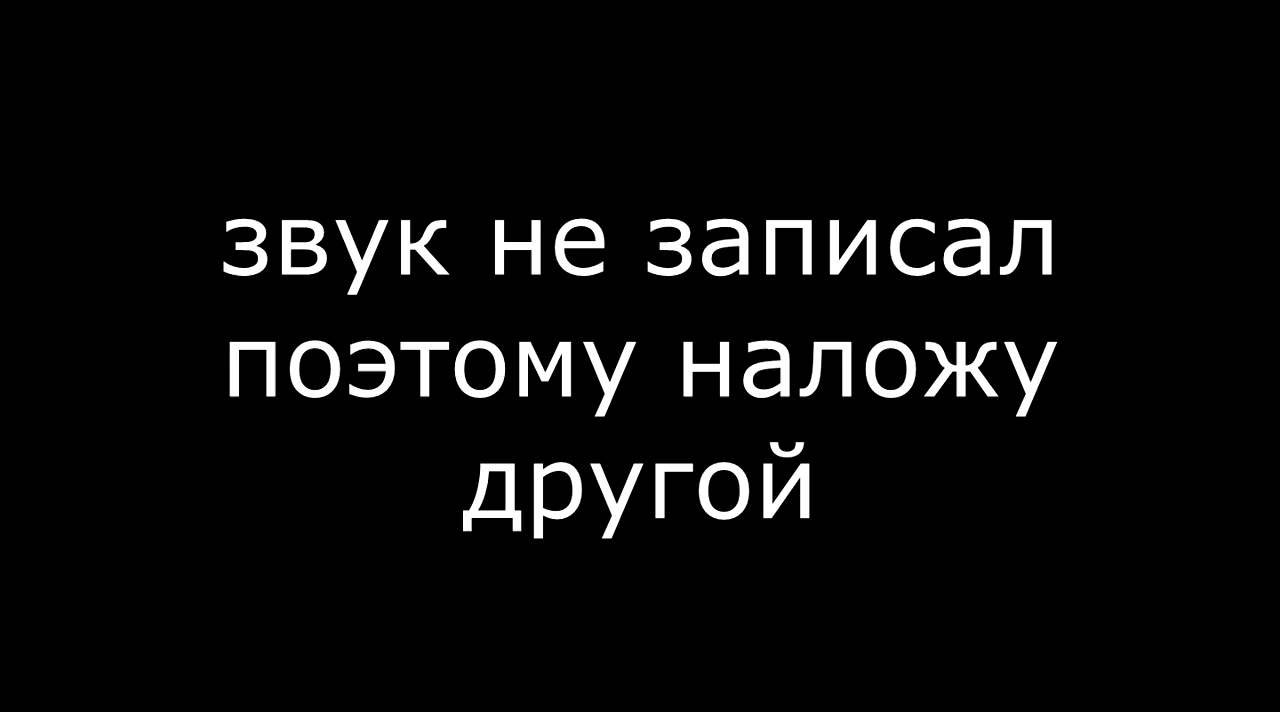 звук не записал
поэтому наложу
другой